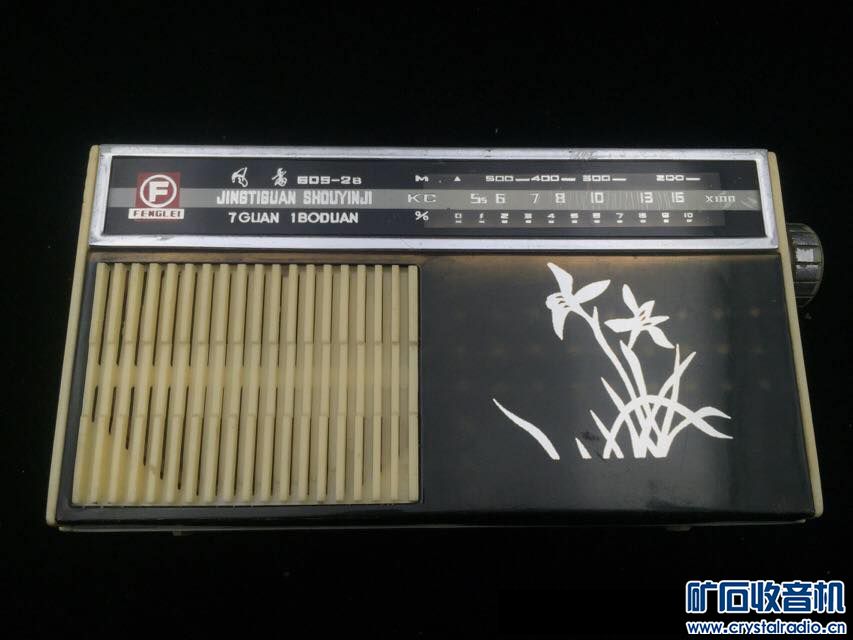 F
FENGLEI
风雷 605-2B
JINGTIGUAN SHOUYINJI
7GUAN 1BODUAN
M 500 400 300 200
KC 5.5 6 7 8 10 13 16 X100
% 0 1 2 3 4 5 6 7 8 9 10
矿石收音机
www.crystalradio.cn